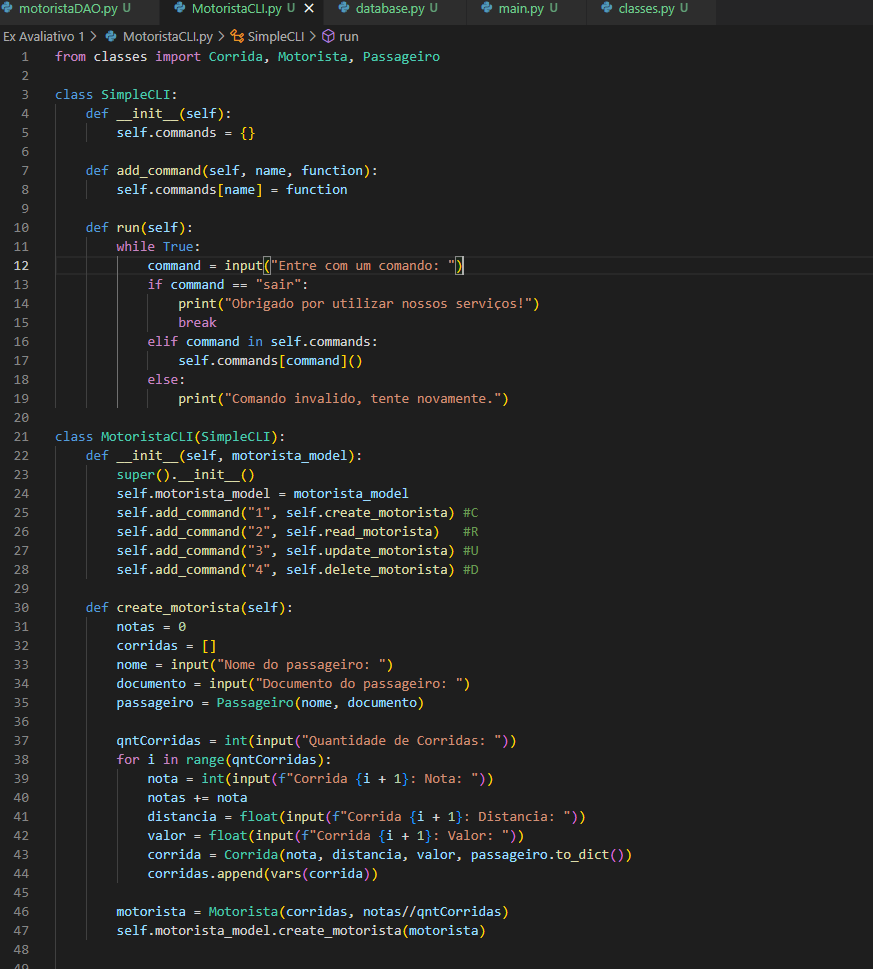 motoristaDAO.py U
MotoristaCLI.py U
database.py U
main.py U
classes.py U
Ex Avaliativo 1 > MotoristaCLI.py > SimpleCLI > run
1 from classes import Corrida, Motorista, Passageiro
2
3 class SimpleCLI:
4     def __init__(self):
5         self.commands = {}
6
7     def add_command(self, name, function):
8         self.commands[name] = function
9
10     def run(self):
11         while True:
12             command = input("Entre com um comando: ")
13             if command == "sair":
14                 print("Obrigado por utilizar nossos serviços!")
15                 break
16             elif command in self.commands:
17                 self.commands[command]()
18             else:
19                 print("Comando invalido, tente novamente.")
20
21 class MotoristaCLI(SimpleCLI):
22     def __init__(self, motorista_model):
23         super().__init__()
24         self.motorista_model = motorista_model
25         self.add_command("1", self.create_motorista) #C
26         self.add_command("2", self.read_motorista)   #R
27         self.add_command("3", self.update_motorista) #U
28         self.add_command("4", self.delete_motorista) #D
29
30     def create_motorista(self):
31         notas = 0
32         corridas = []
33         nome = input("Nome do passageiro: ")
34         documento = input("Documento do passageiro: ")
35         passageiro = Passageiro(nome, documento)
36
37         qntCorridas = int(input("Quantidade de Corridas: "))
38         for i in range(qntCorridas):
39             nota = int(input(f"Corrida {i + 1}: Nota: "))
40             notas += nota
41             distancia = float(input(f"Corrida {i + 1}: Distancia: "))
42             valor = float(input(f"Corrida {i + 1}: Valor: "))
43             corrida = Corrida(nota, distancia, valor, passageiro.to_dict())
44             corridas.append(vars(corrida))
45
46         motorista = Motorista(corridas, notas//qntCorridas)
47         self.motorista_model.create_motorista(motorista)
48
49